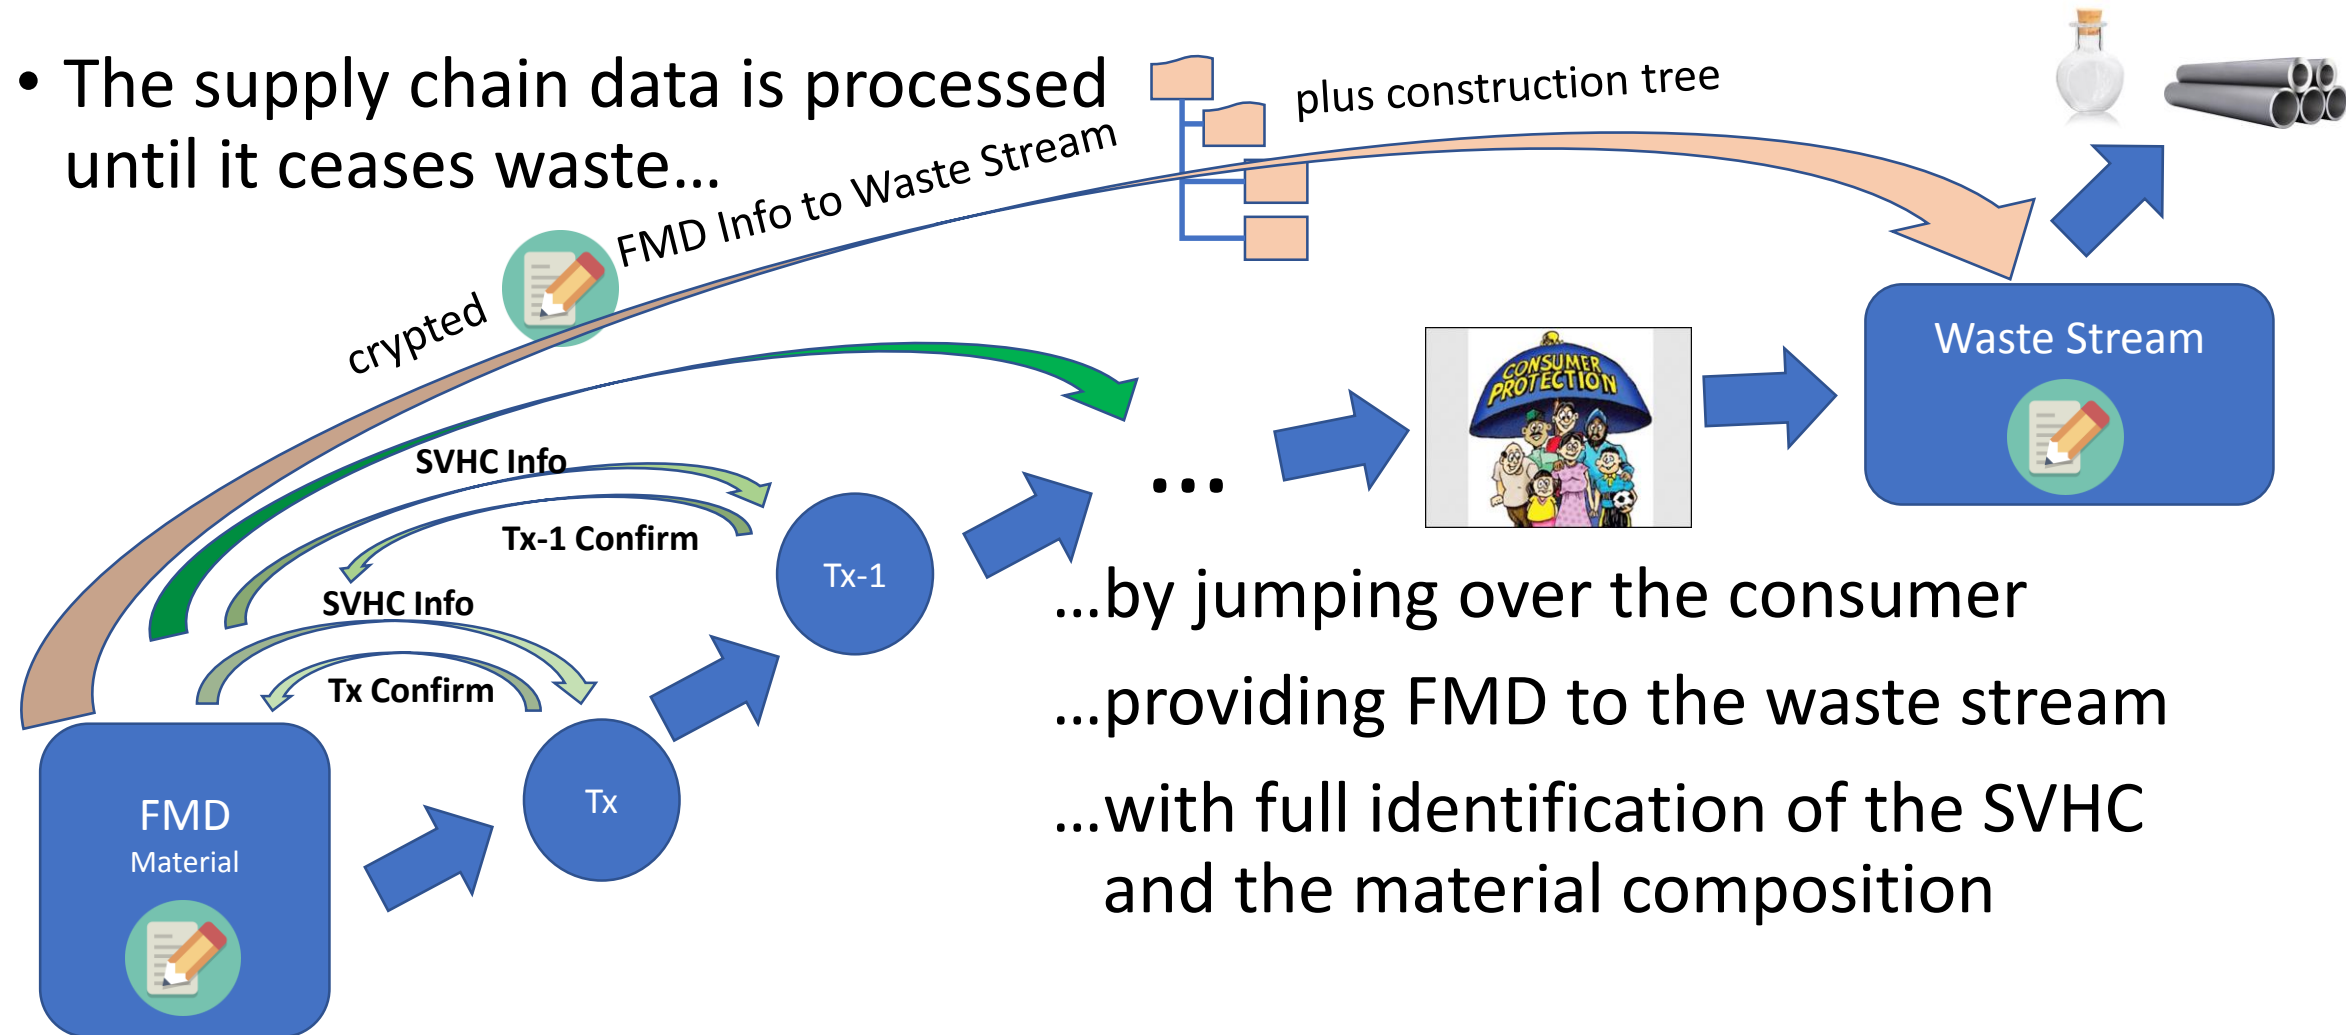 • The supply chain data is processed
until it ceases waste...
plus construction tree
FMD Info to Waste Stream
crypted
SVHC Info
Tx-1 Confirm
SVHC Info
Tx Confirm
FMD
Material
Tx
Tx-1
...
CONSUMER
PROTECTION
Waste Stream
...by jumping over the consumer
...providing FMD to the waste stream
...with full identification of the SVHC
and the material composition